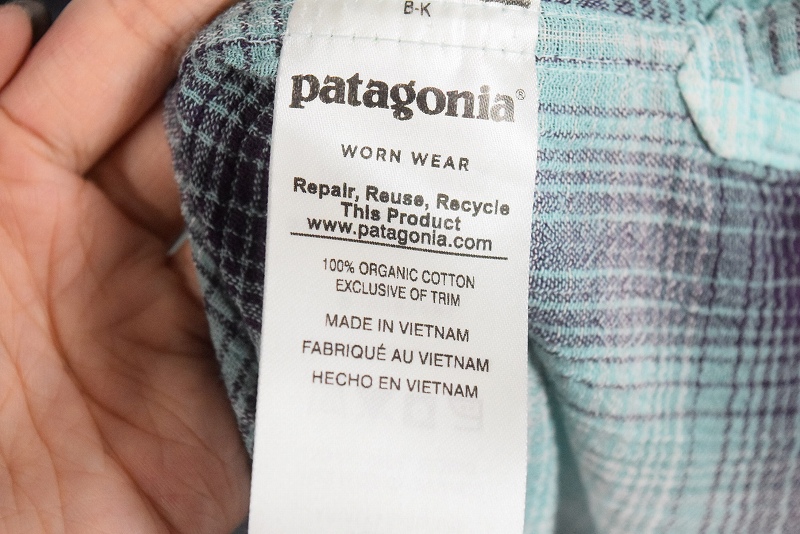 B-K
patagonia®
WORN WEAR
Repair, Reuse, Recycle
This Product
www.patagonia.com
100% ORGANIC COTTON
EXCLUSIVE OF TRIM
MADE IN VIETNAM
FABRIQUÉ AU VIETNAM
HECHO EN VIETNAM